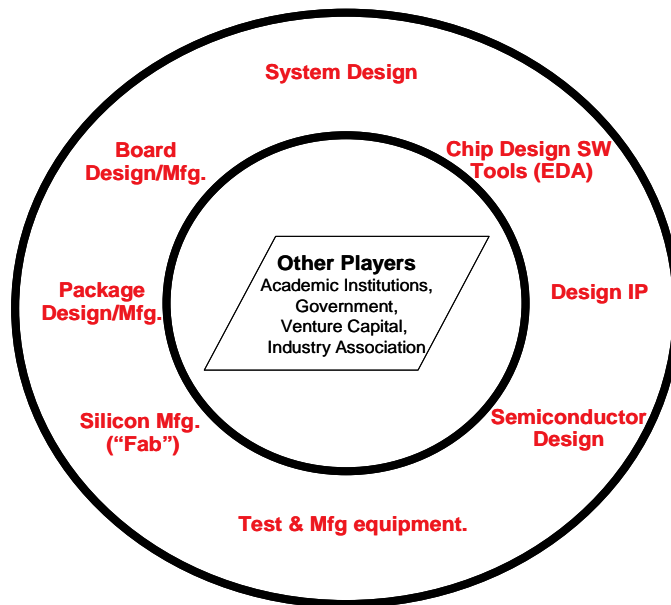 System Design
Board
Design/Mfg.
Chip Design SW
Tools (EDA)
Other Players
Academic Institutions,
Government,
Venture Capital,
Industry Association
Package
Design/Mfg.
Design IP
Silicon Mfg.
(“Fab”)
Semiconductor
Design
Test & Mfg equipment.